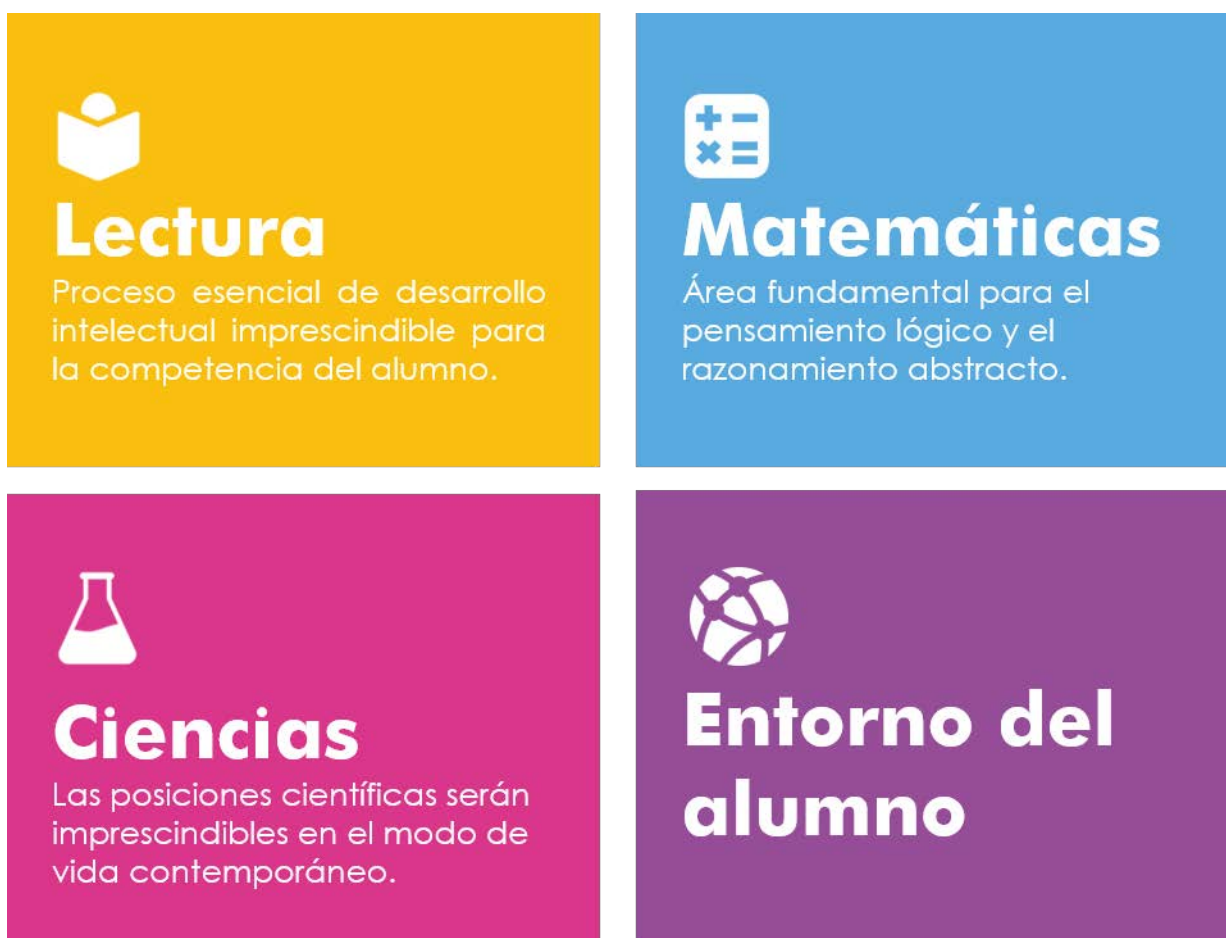 Lectura
Proceso esencial de desarrollo
intelectual imprescindible para
la competencia del alumno.
Matemáticas
Área fundamental para el
pensamiento lógico y el
razonamiento abstracto.
Ciencias
Las posiciones científicas serán
imprescindibles en el modo de
vida contemporáneo.
Entorno del
alumno